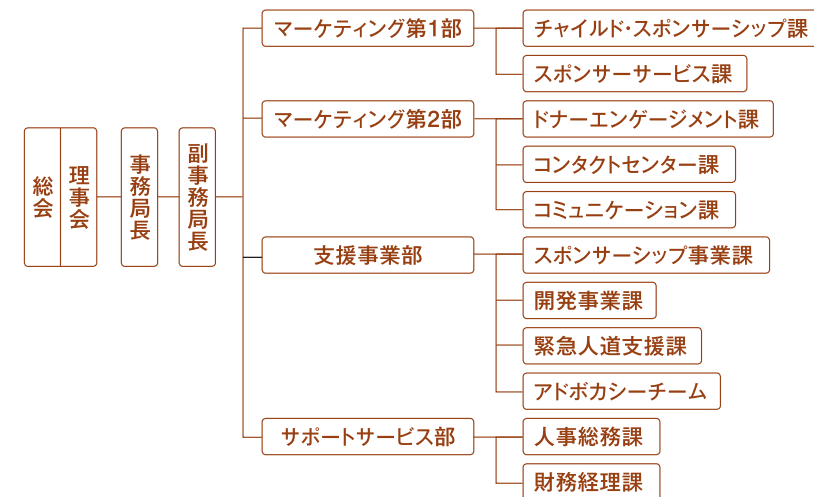 総会
理事会
事務局長
副事務局長
マーケティング第1部
チャイルド・スポンサーシップ課
スポンサーサービス課
マーケティング第2部
ドナーエンゲージメント課
コンタクトセンター課
コミュニケーション課
支援事業部
スポンサーシップ事業課
開発事業課
緊急人道支援課
アドボカシーチーム
サポートサービス部
人事総務課
財務経理課